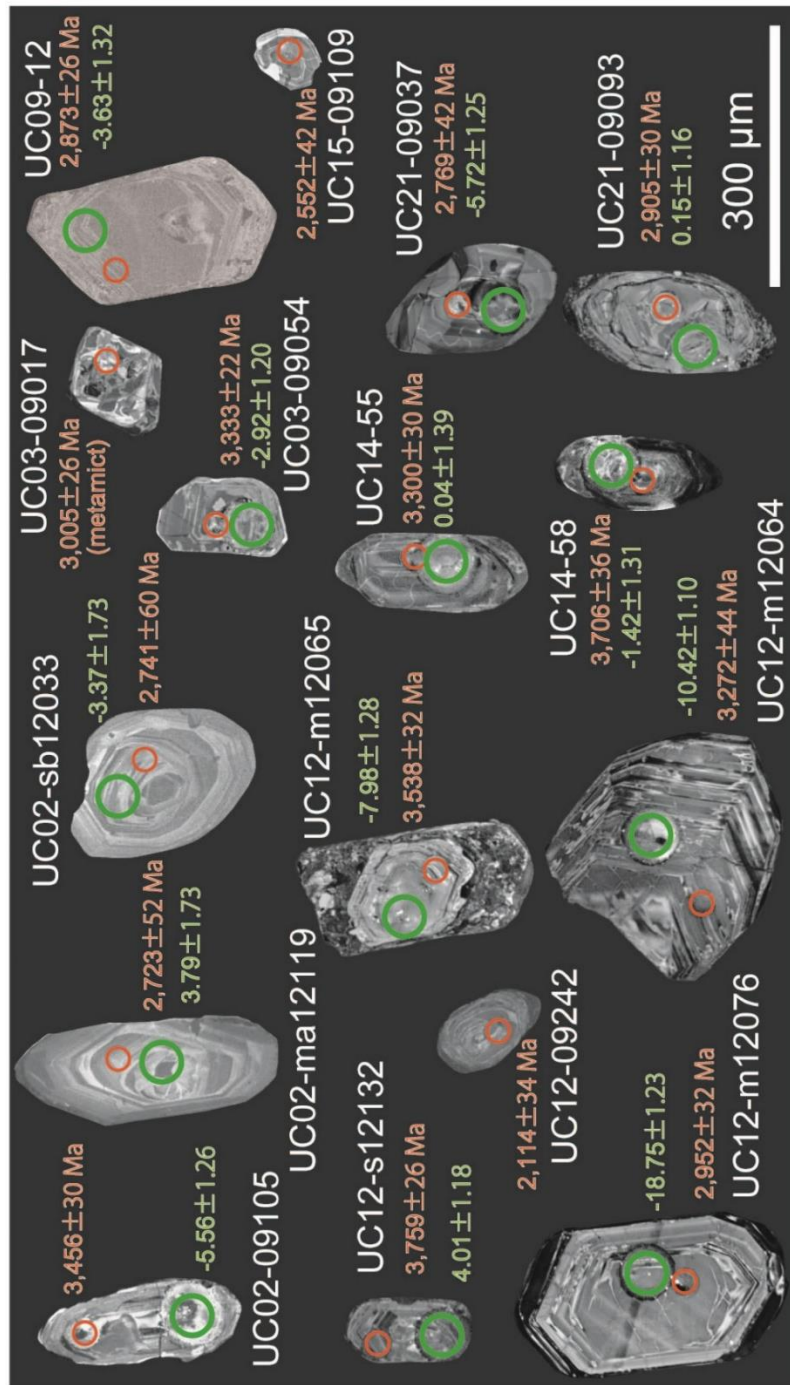 UC02-09105
3,456±30 Ma
-5.56±1.26
2,723±52 Ma
3.79±1.73
UC02-ma12119
UC02-sb12033
-3.37±1.73
2,741±60 Ma
UC03-09017
3,005±26 Ma
(metamict)
UC03-09054
3,333±22 Ma
-2.92±1.20
UC09-12
2,873±26 Ma
-3.63±1.32
2,552±42 Ma
UC15-09109
UC12-s12132
3,759±26 Ma
4.01±1.18
2,114±34 Ma
UC12-09242
UC12-m12065
-7.98±1.28
3,538±32 Ma
UC14-55
3,300±30 Ma
0.04±1.39
UC21-09037
2,769±42 Ma
-5.72±1.25
-18.75±1.23
2,952±32 Ma
UC12-m12076
UC14-58
3,706±36 Ma
-1.42±1.31
-10.42±1.10
3,272±44 Ma
UC12-m12064
UC21-09093
2,905±30 Ma
0.15±1.16
300 μm